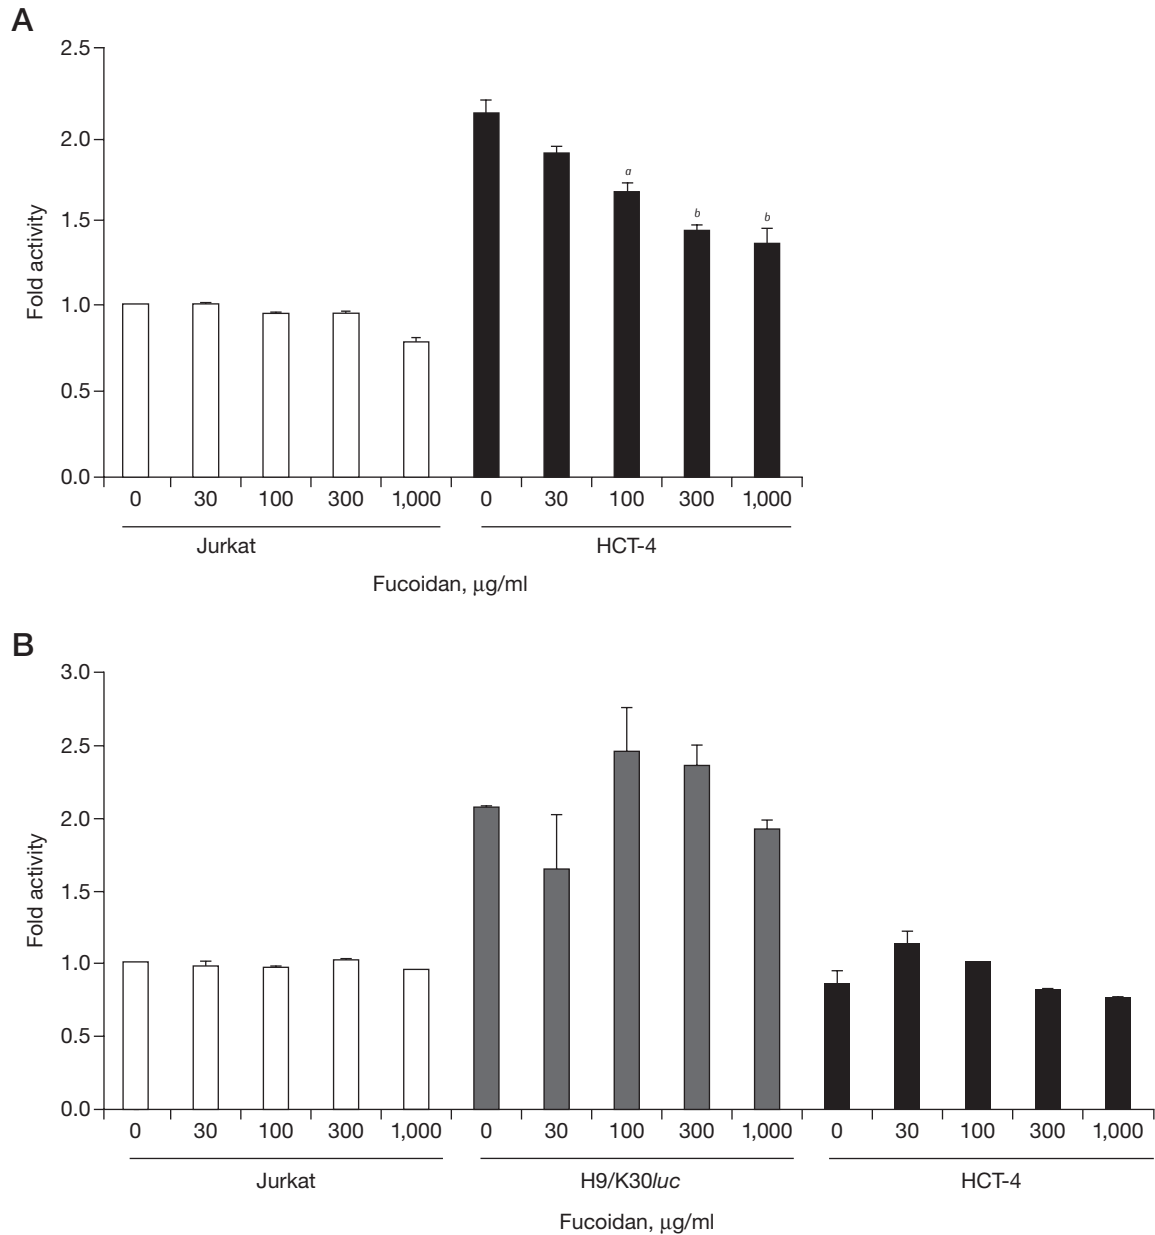 A
2.5
2.0
1.5
1.0
0.5
0.0
Fold activity
a
b
b
0 30 100 300 1,000 0 30 100 300 1,000
Jurkat HCT-4
Fucoidan, μg/ml
B
3.0
2.5
2.0
1.5
1.0
0.5
0.0
Fold activity
0 30 100 300 1,000 0 30 100 300 1,000 0 30 100 300 1,000
Jurkat H9/K30luc HCT-4
Fucoidan, μg/ml